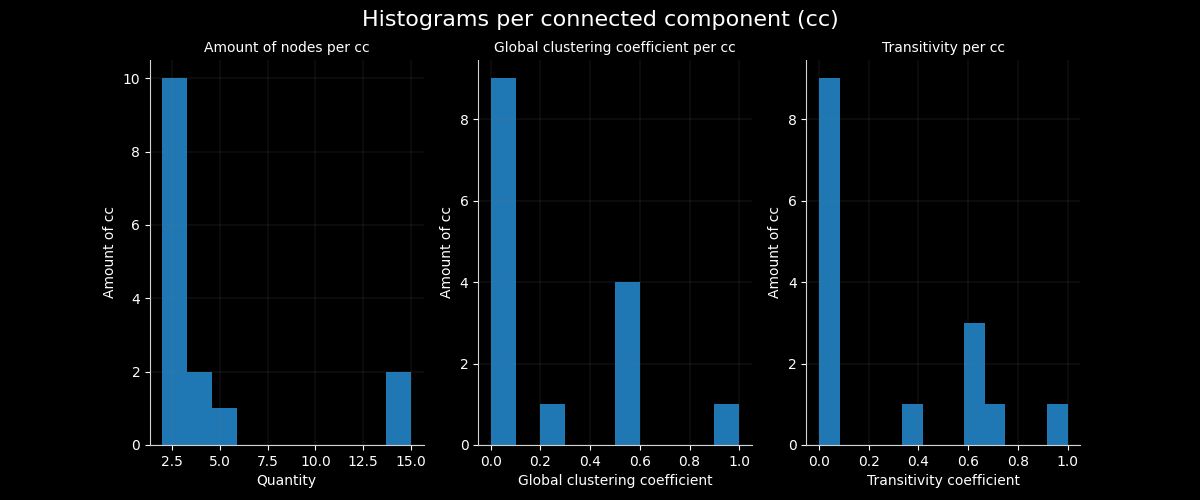 Histograms per connected component (cc)
Amount of nodes per cc
Global clustering coefficient per cc
Transitivity per cc
Amount of cc
10
8
6
4
2
0
2.5 5.0 7.5 10.0 12.5 15.0
Quantity
Amount of cc
8
6
4
2
0
0.0 0.2 0.4 0.6 0.8 1.0
Global clustering coefficient
Amount of cc
8
6
4
2
0
0.0 0.2 0.4 0.6 0.8 1.0
Transitivity coefficient